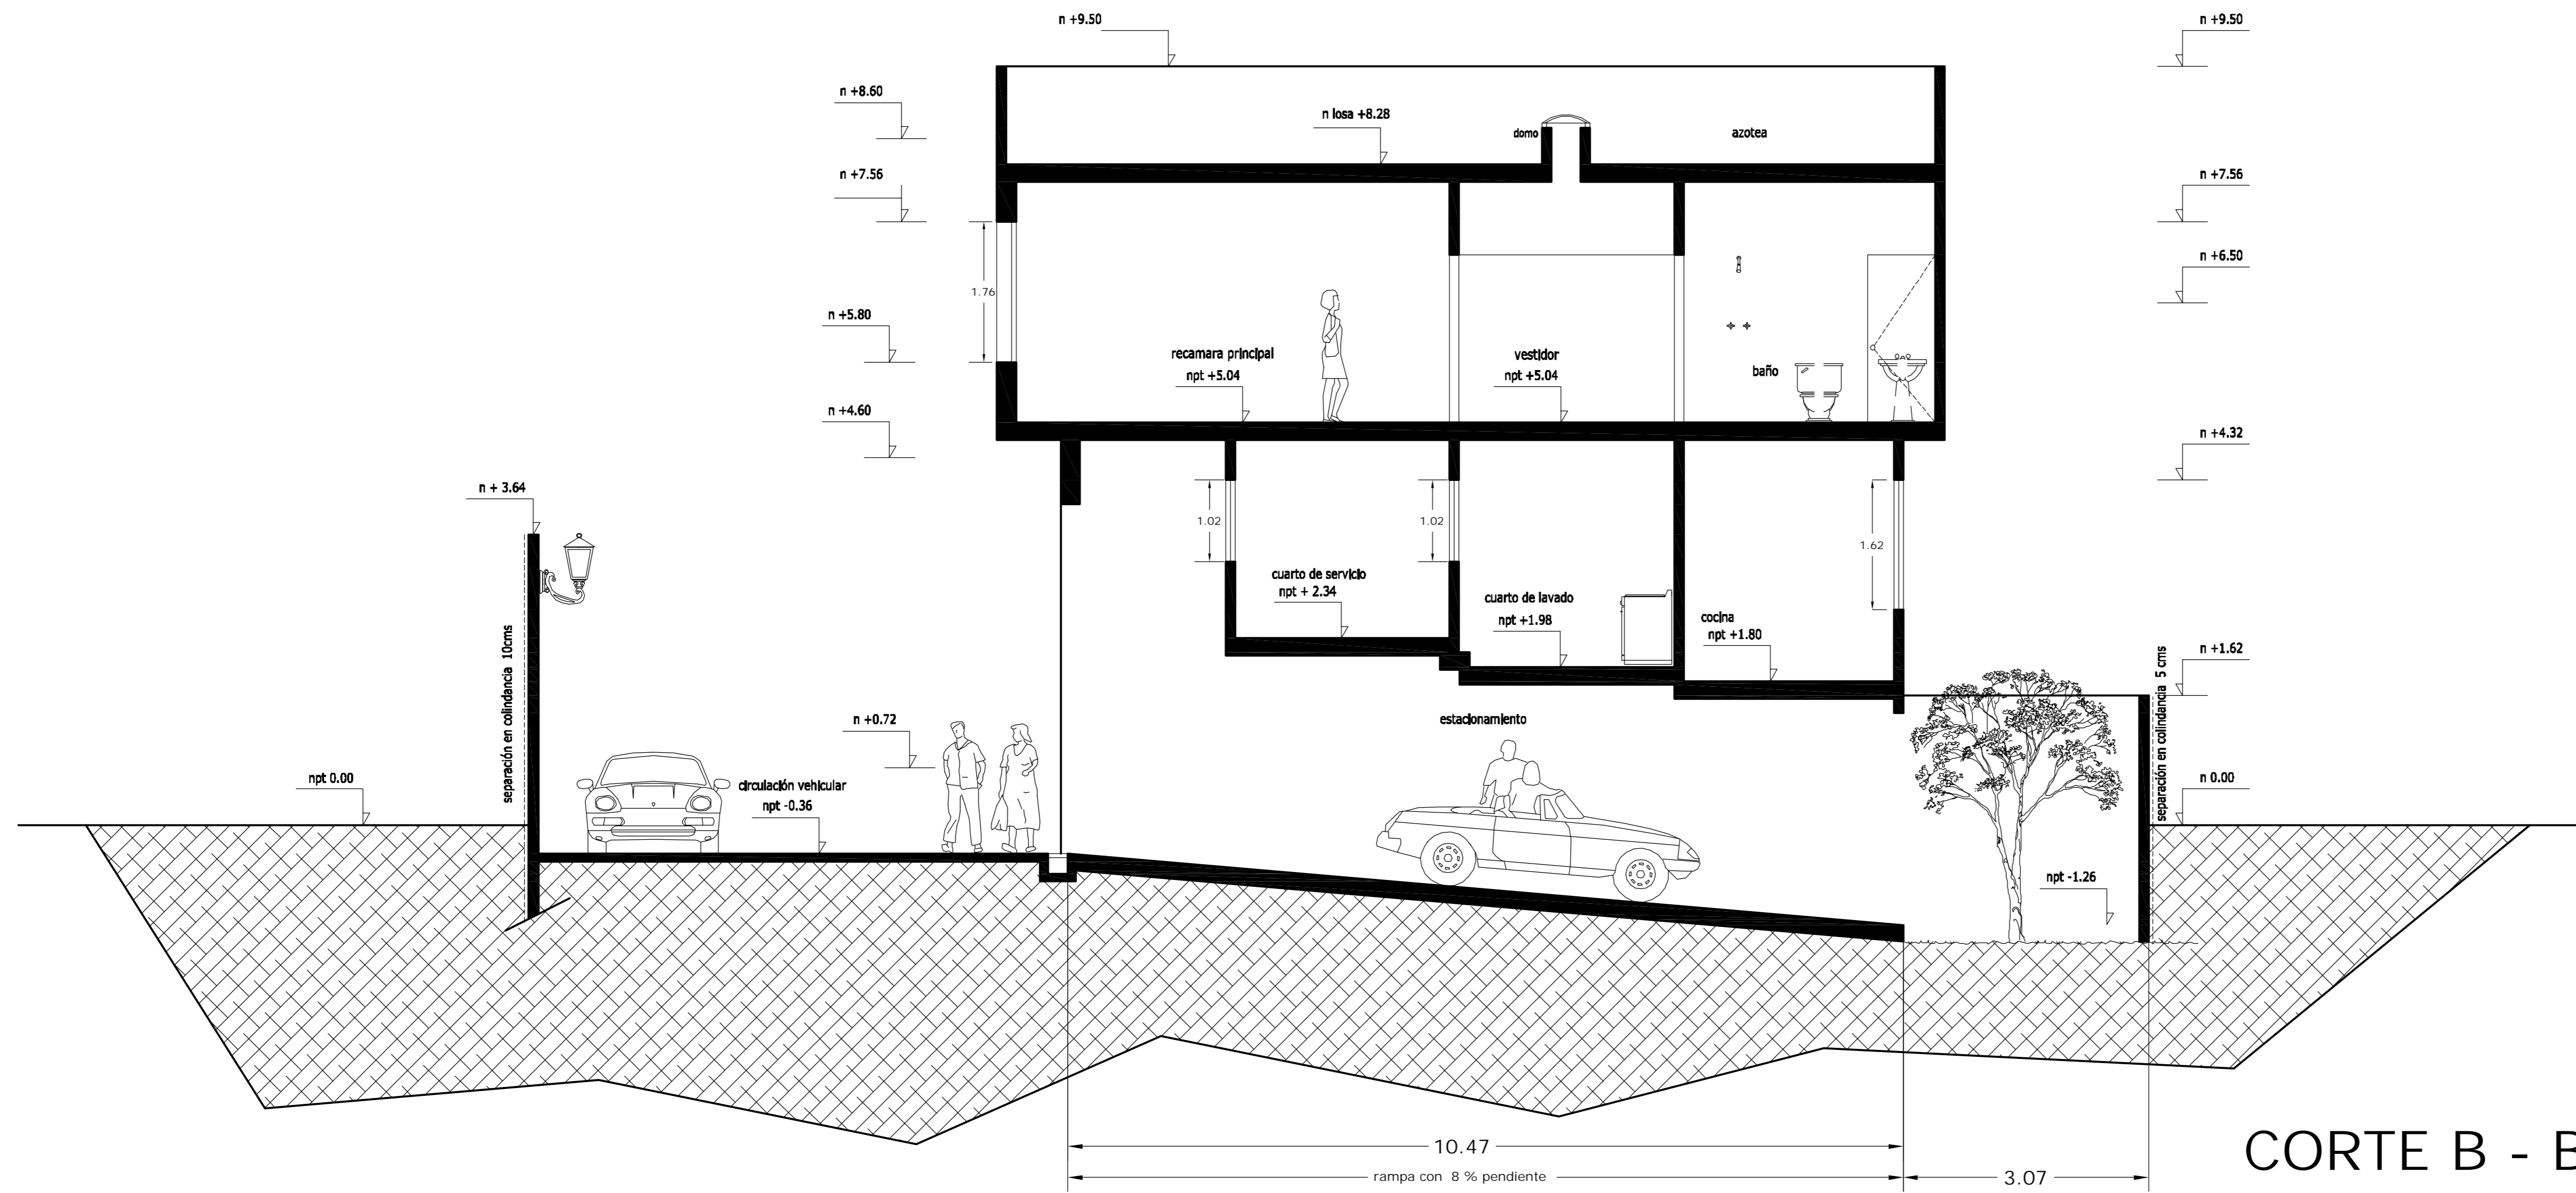 n +9.50
n +9.50
n +8.60
n losa +8.28
domo
azotea
n +7.56
n +7.56
n +6.50
1.76
n +5.80
recamara principal
npt +5.04
vestidor
npt +5.04
baño
n +4.60
n +4.32
n + 3.64
1.02
1.02
1.62
cuarto de servicio
npt + 2.34
cuarto de lavado
npt +1.98
cocina
npt +1.80
n +1.62
separación en colindancia 10cms
separación en colindancia 5 cms
estacionamiento
n +0.72
npt 0.00
n 0.00
circulación vehicular
npt -0.36
npt -1.26
10.47
rampa con 8 % pendiente
3.07
CORTE B - B